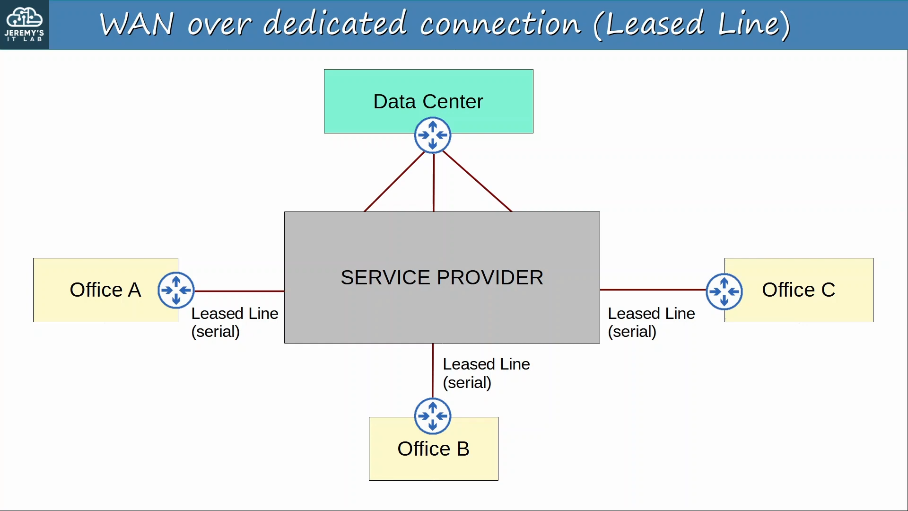 JEREMY'S
IT LAB
WAN over dedicated connection (Leased Line)
Data Center
SERVICE PROVIDER
Office A
Leased Line
(serial)
Office C
Leased Line
(serial)
Leased Line
(serial)
Office B